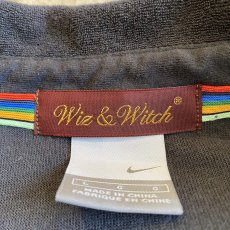 Wiz & Witch®
L G G
MADE IN CHINA
FABRIQUÉ EN CHINE